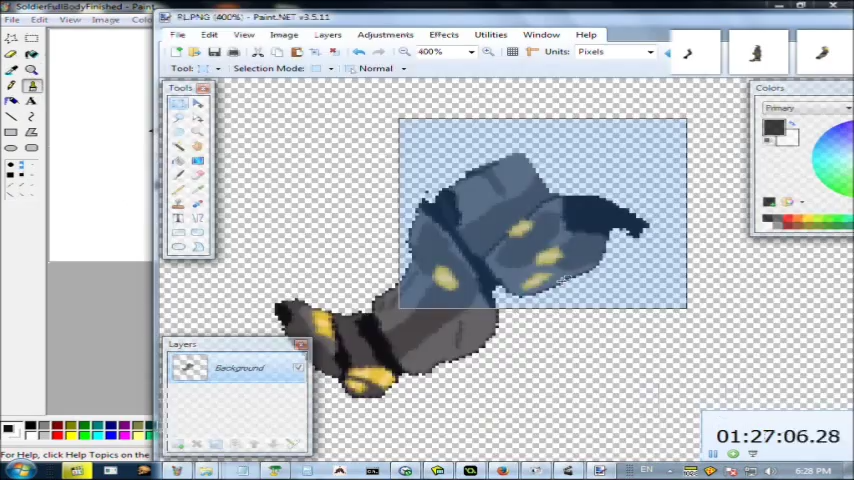 SoldierFullBodyFinished - Paint
File Edit View Image
RL.PNG (400%) - Paint.NET v3.5.11
File Edit View Image Layers Adjustments Effects Utilities Window Help
400% Units: Pixels
Tool: Selection Mode: Normal
Tools
Colors
Primary
Layers
Background
For Help, click Help Topics on the
01:27:06.28
EN 6:28 PM